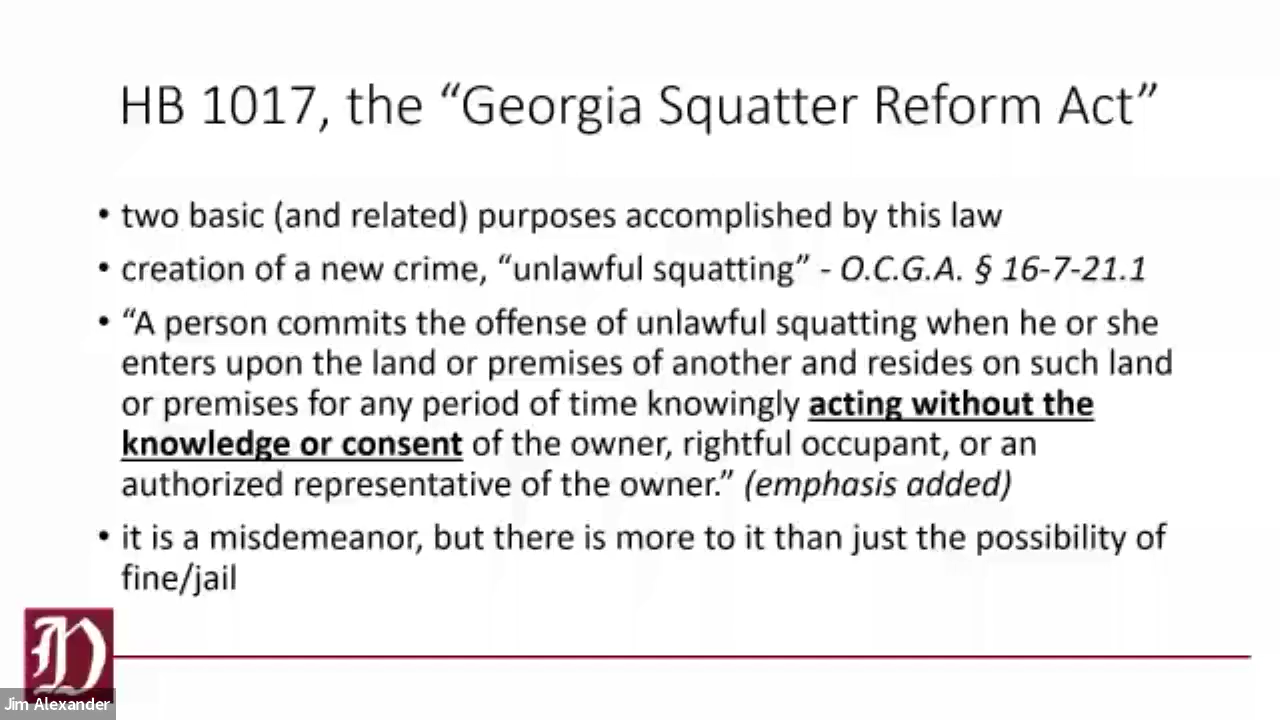 HB 1017, the “Georgia Squatter Reform Act”
• two basic (and related) purposes accomplished by this law
• creation of a new crime, “unlawful squatting” - O.C.G.A. § 16-7-21.1
• “A person commits the offense of unlawful squatting when he or she
enters upon the land or premises of another and resides on such land
or premises for any period of time knowingly acting without the
knowledge or consent of the owner, rightful occupant, or an
authorized representative of the owner.” (emphasis added)
• it is a misdemeanor, but there is more to it than just the possibility of
fine/jail
D
Jim Alexander